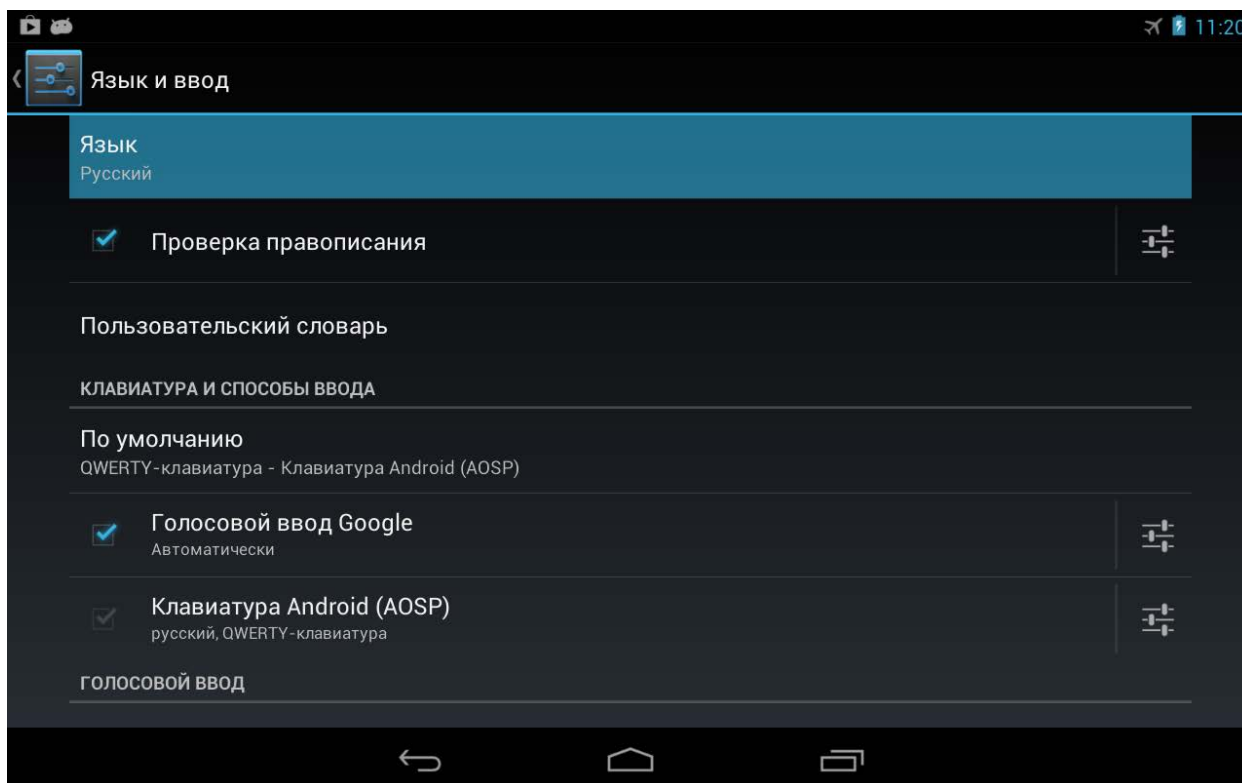 11:20
Язык и ввод
Язык
Русский
Проверка правописания
Пользовательский словарь
КЛАВИАТУРА И СПОСОБЫ ВВОДА
По умолчанию
QWERTY-клавиатура - Клавиатура Android (AOSP)
Голосовой ввод Google
Автоматически
Клавиатура Android (AOSP)
русский, QWERTY-клавиатура
ГОЛОСОВОЙ ВВОД